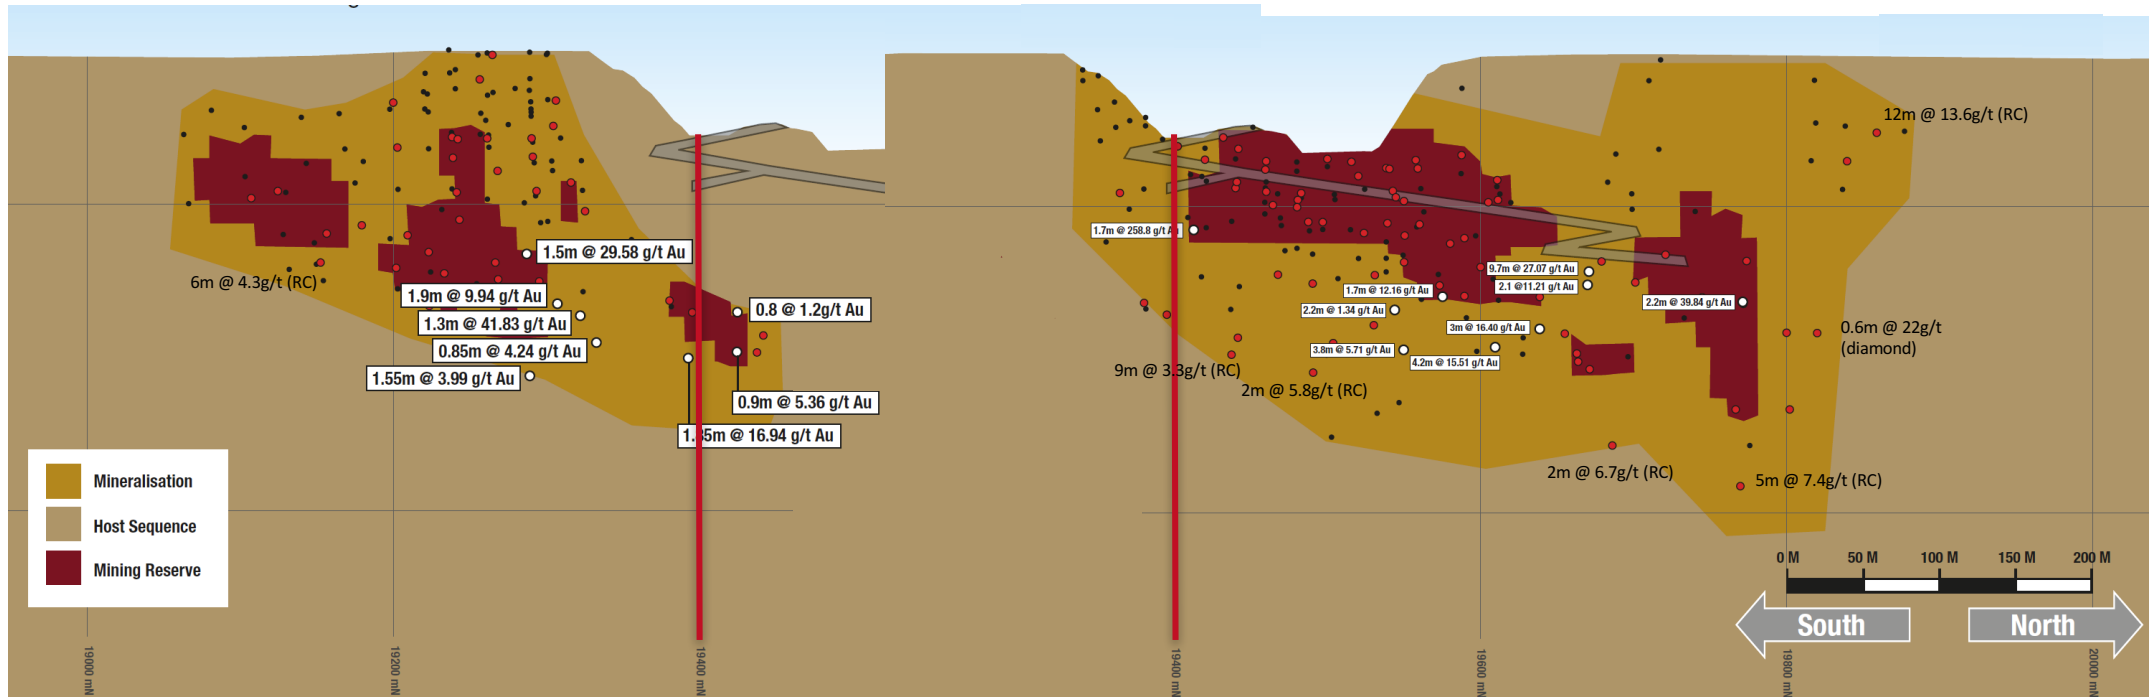 12m @ 13.6g/t (RC)
1.7m @ 258.8 g/t Au
1.5m @ 29.58 g/t Au
6m @ 4.3g/t (RC)
9.7m @ 27.07 g/t Au
2.1 @11.21 g/t Au
1.9m @ 9.94 g/t Au
1.7m @ 12.16 g/t Au
2.2m @ 39.84 g/t Au
0.8 @ 1.2g/t Au
2.2m @ 1.34 g/t Au
1.3m @ 41.83 g/t Au
3m @ 16.40 g/t Au
0.6m @ 22g/t
(diamond)
0.85m @ 4.24 g/t Au
3.8m @ 5.71 g/t Au
4.2m @ 15.51 g/t Au
9m @ 3.3g/t (RC)
1.55m @ 3.99 g/t Au
2m @ 5.8g/t (RC)
0.9m @ 5.36 g/t Au
@ 16.94 g/t Au
2m @ 6.7g/t (RC)
5m @ 7.4g/t (RC)
Mineralisation
Host Sequence
Mining Reserve
0 M 50 M 100 M 150 M 200 M
South North
19000 mN
19200 mN
19400 mN
19400 mN
19600 mN
19800 mN
20000 mN